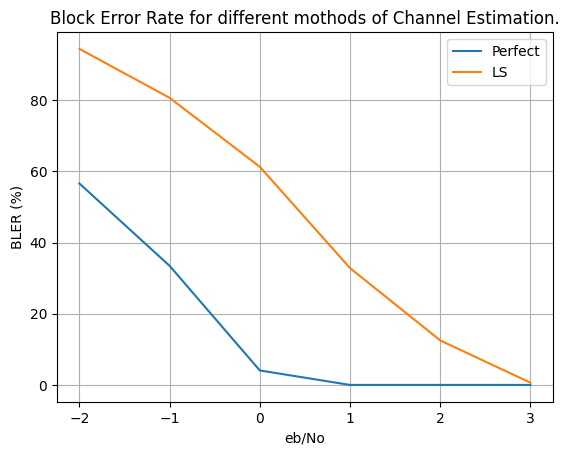 Block Error Rate for different mothods of Channel Estimation.
Perfect
LS
BLER (%)
80
60
40
20
0
−2
−1
0
1
2
3
eb/No